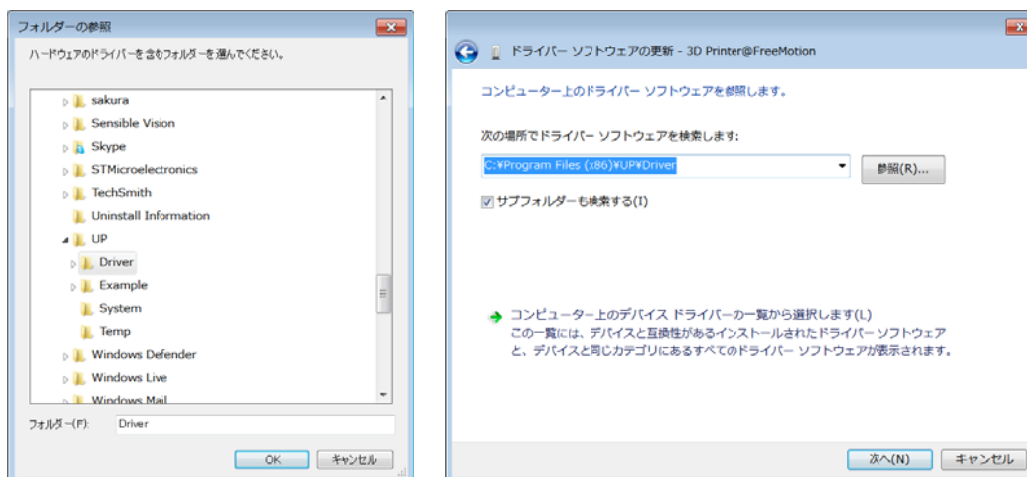 フォルダーの参照
ハードウェアのドライバーを含むフォルダーを選んでください。
sakura
Sensible Vision
Skype
STMicroelectronics
TechSmith
Uninstall Information
UP
Driver
Example
System
Temp
Windows Defender
Windows Live
Windows Mail
フォルダー(F):
Driver
OK
キャンセル
ドライバー ソフトウェアの更新 - 3D Printer@FreeMotion
コンピューター上のドライバー ソフトウェアを参照します。
次の場所でドライバー ソフトウェアを検索します:
C:¥Program Files (x86)¥UP¥Driver
参照(R)...
サブフォルダーも検索する(I)
コンピューター上のデバイス ドライバーの一覧から選択します(L)
この一覧には、デバイスと互換性があるインストールされたドライバー ソフトウェア
と、デバイスと同じカテゴリにあるすべてのドライバー ソフトウェアが表示されます。
次へ(N)
キャンセル